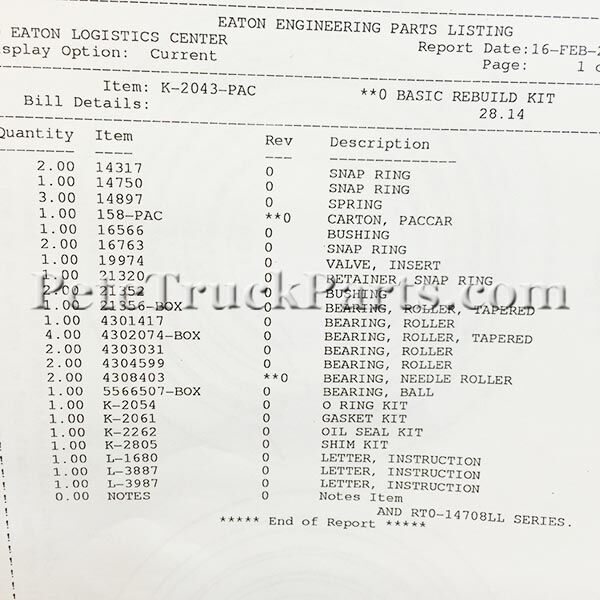 EATON ENGINEERING PARTS LISTING
EATON LOGISTICS CENTER Report Date:16-FEB-2
isplay Option: Current Page: 1 o
Item: K-2043-PAC **0 BASIC REBUILD KIT
Bill Details: 28.14
Quantity Item Rev Description
2.00 14317 0 SNAP RING
1.00 14750 0 SNAP RING
3.00 14897 0 SPRING
1.00 158-PAC **0 CARTON, PACCAR
1.00 16566 0 BUSHING
2.00 16763 0 SNAP RING
1.00 19974 0 VALVE, INSERT
1.00 21320 0 RETAINER, SNAP RING
2.00 21352 0 BUSHING
PeteTruckParts.com
1.00 21356-BOX 0 BEARING, ROLLER, TAPERED
1.00 4301417 0 BEARING, ROLLER
4.00 4302074-BOX 0 BEARING, ROLLER, TAPERED
2.00 4303031 0 BEARING, ROLLER
2.00 4304599 0 BEARING, ROLLER
2.00 4308403 **0 BEARING, NEEDLE ROLLER
1.00 5566507-BOX 0 BEARING, BALL
1.00 K-2054 0 O RING KIT
1.00 K-2061 0 GASKET KIT
1.00 K-2262 0 OIL SEAL KIT
1.00 K-2805 0 SHIM KIT
1.00 L-1680 0 LETTER, INSTRUCTION
1.00 L-3887 0 LETTER, INSTRUCTION
1.00 L-3987 0 LETTER, INSTRUCTION
0.00 NOTES 0 Notes Item
AND RTO-14708LL SERIES.
***** End of Report *****